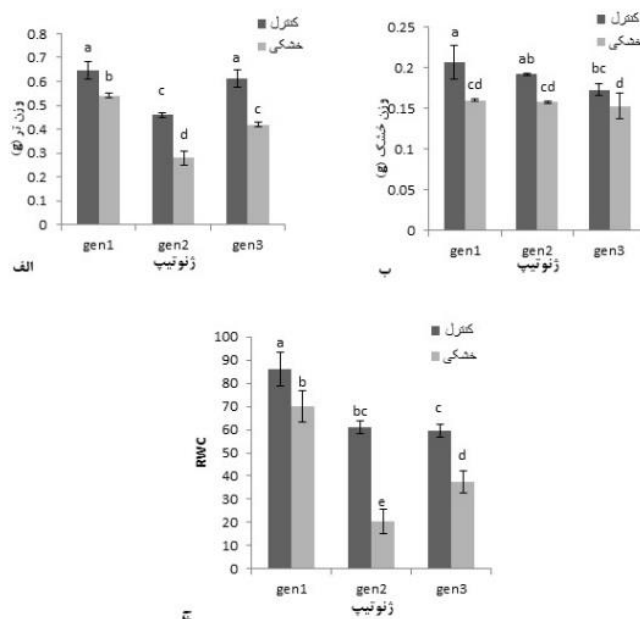 کنترل
خشکی
وزن تر (g)
0.8
0.7
0.6
0.5
0.4
0.3
0.2
0.1
0
a
b
c
d
a
c
gen1
gen2
gen3
ژنوتیپ
الف
کنترل
خشکی
وزن خشک (g)
0.25
0.2
0.15
0.1
0.05
0
a
cd
ab
cd
bc
d
gen1
gen2
gen3
ژنوتیپ
ب
کنترل
خشکی
RWC
100
90
80
70
60
50
40
30
20
10
0
a
b
bc
e
c
d
gen1
gen2
gen3
ژنوتیپ